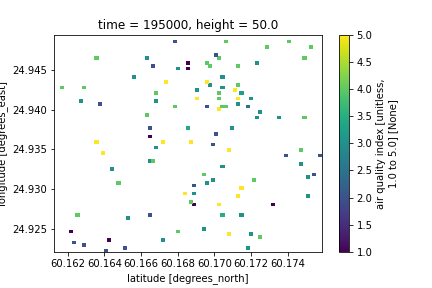 time = 195000, height = 50.0
24.945
24.940
24.935
24.930
24.925
longitude [degrees_east]
60.162 60.164 60.166 60.168 60.170 60.172 60.174
latitude [degrees_north]
5.0
4.5
4.0
3.5
3.0
2.5
2.0
1.5
1.0
air quality index [unitless,
1.0 to 5.0] [None]